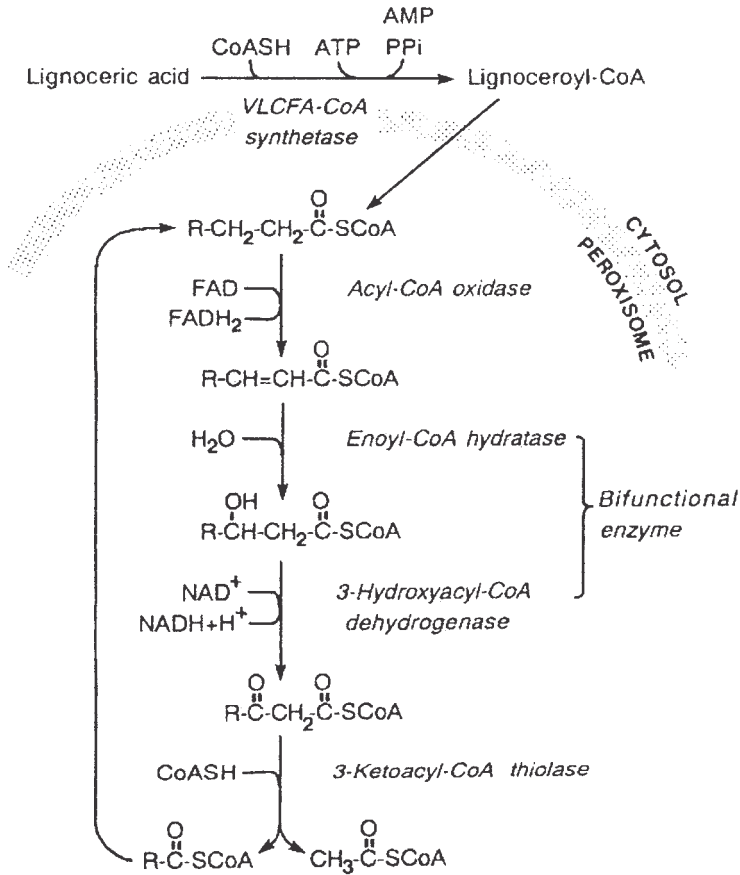 AMP
CoASH ATP PPi
Lignoceric acid Lignoceroyl-CoA
VLCFA-CoA
synthetase
CYTOSOL
PEROXISOME
O
R-CH2-CH2-C-SCoA
FAD Acyl-CoA oxidase
FADH2
O
R-CH=CH-C-SCoA
H2O Enoyl-CoA hydratase
Bifunctional
enzyme
OH O
R-CH-CH2-C-SCoA
NAD+ 3-Hydroxyacyl-CoA
NADH+H+ dehydrogenase
O O
R-C-CH2-C-SCoA
CoASH 3-Ketoacyl-CoA thiolase
O O
R-C-SCoA CH3-C-SCoA